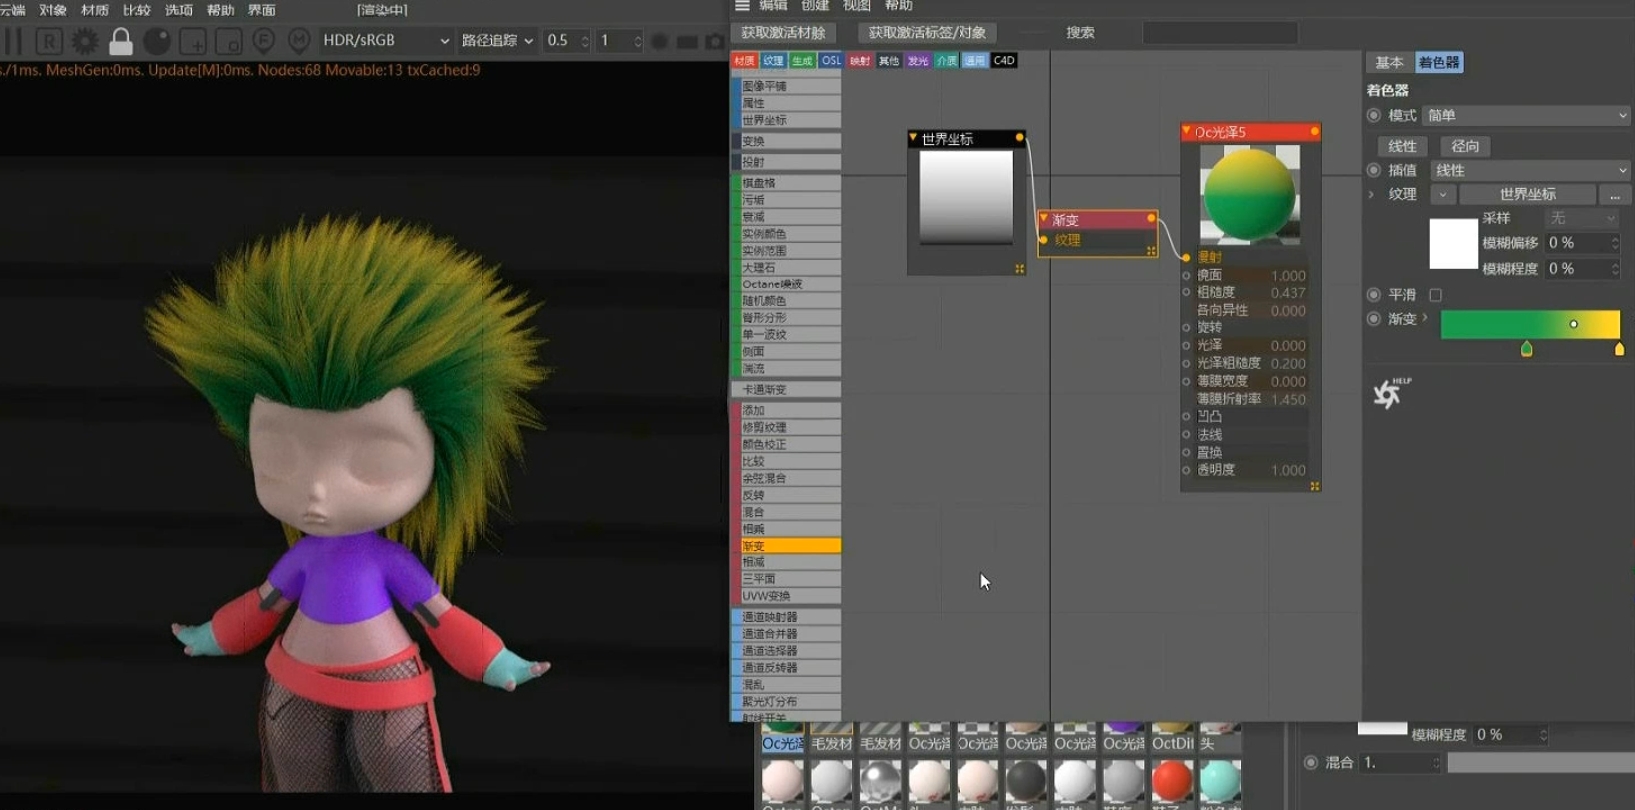 云端 对象 材质 比较 选项 帮助 界面 [渲染中]
HDR/sRGB 路径追踪 0.5 1
./1ms. MeshGen:0ms. Update[M]:0ms. Nodes:68 Movable:13 txCached:9
编辑 创建 视图 帮助
获取激活材除 获取激活标签/对象 搜索
材质 纹理 生成 OSL 映射 其他 发光 介质 通用 C4D
图像平铺
属性
世界坐标
变换
投射
棋盘格
污垢
衰减
实例颜色
实例范围
大理石
Octane噪波
随机颜色
脊形分形
单一波纹
侧面
湍流
卡通渐变
添加
修剪纹理
颜色校正
比较
余弦混合
反转
混合
相乘
渐变
相减
三平面
UVW变换
通道映射器
通道合并器
通道选择器
通道反转器
混乱
聚光灯分布
射线开关
世界坐标
渐变
纹理
Oc光泽5
漫射
镜面 1.000
粗糙度 0.437
各向异性 0.000
旋转
光泽 0.000
光泽粗糙度 0.200
薄膜宽度 0.000
薄膜折射率 1.450
凹凸
法线
置换
透明度 1.000
基本 着色器
着色器
模式 简单
线性 径向
插值 线性
纹理 世界坐标 ...
采样 无
模糊偏移 0 %
模糊程度 0 %
平滑
渐变
HELP
Oc光泽 毛发材 毛发材 Oc光泽 Oc光泽 Oc光泽 Oc光泽 Oc光泽 OctDif 头
模糊程度 0 %
混合 1.